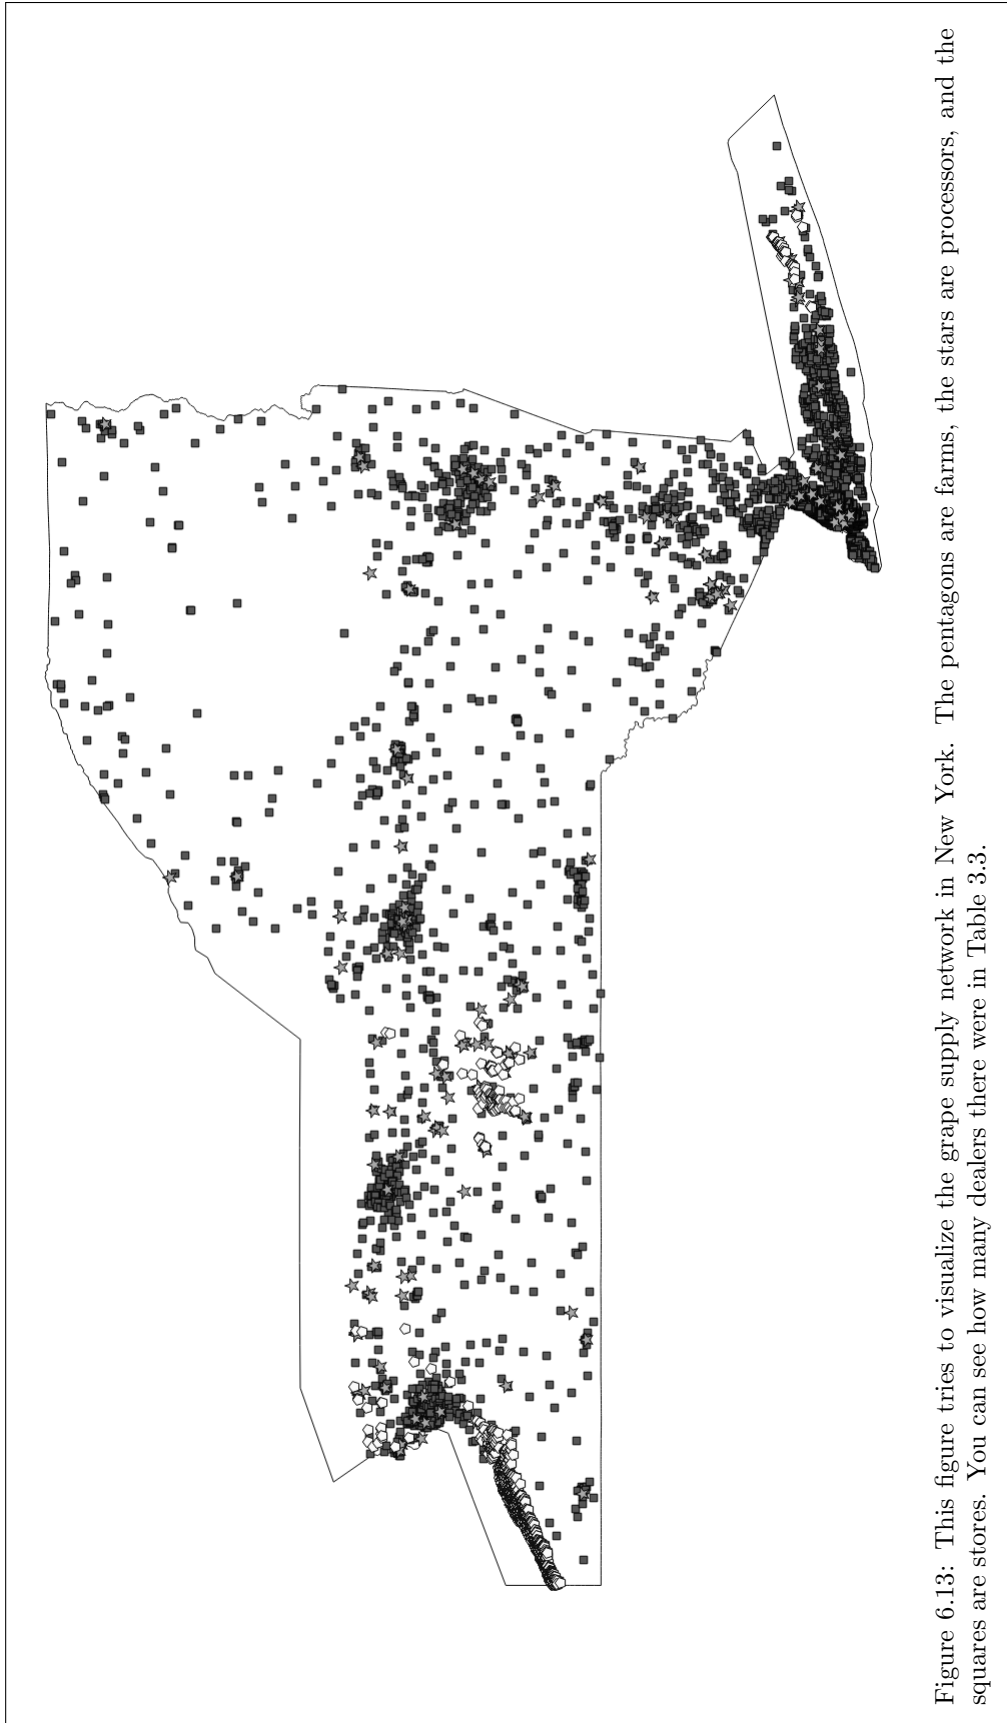 Figure 6.13: This figure tries to visualize the grape supply network in New York. The pentagons are farms, the stars are processors, and the
squares are stores. You can see how many dealers there were in Table 3.3.